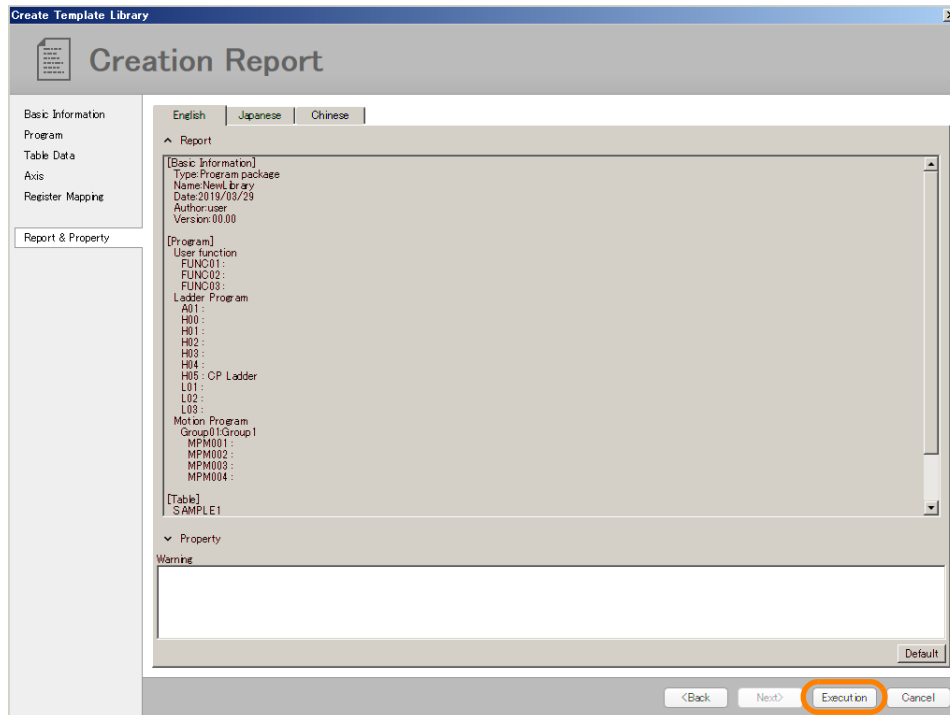 Create Template Library
Creation Report
Basic Information
Program
Table Data
Axis
Register Mapping
Report & Property
English Japanese Chinese
Report
[Basic Information]
Type:Program package
Name:NewLibrary
Date:2019/03/29
Author:user
Version:00.00
[Program]
User function
FUNC01 :
FUNC02 :
FUNC03 :
Ladder Program
A01 :
H00 :
H01 :
H02 :
H03 :
H04 :
H05 : CP Ladder
L01 :
L02 :
L03 :
Motion Program
Group01:Group1
MPM001 :
MPM002 :
MPM003 :
MPM004 :
[Table]
SAMPLE1
Property
Warning
Default
<Back Next> Execution Cancel